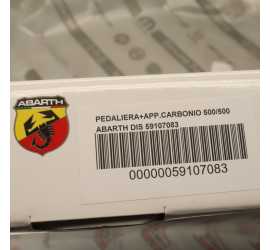 ABARTH
PEDALIERA+APP.CARBONIO 500/500
ABARTH DIS 59107083
00000059107083